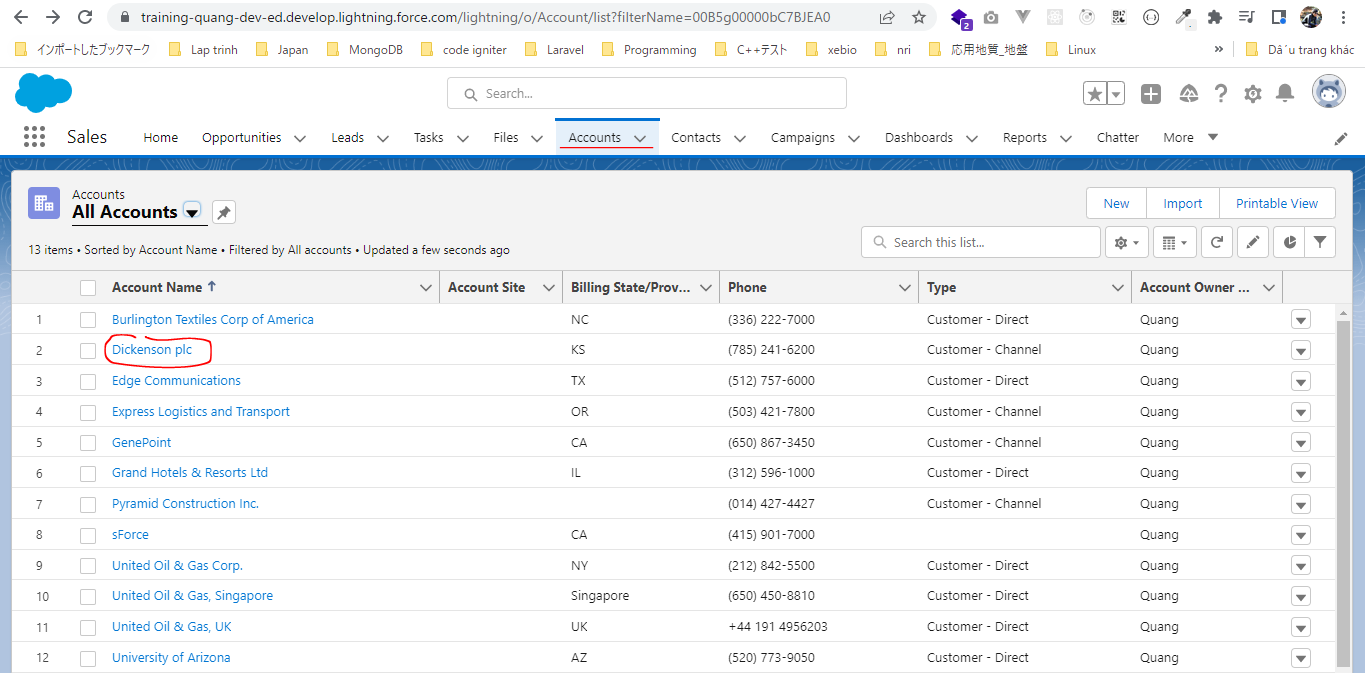 training-quang-dev-ed.develop.lightning.force.com/lightning/o/Account/list?filterName=00B5g00000bC7BJEA0
2
インポートしたブックマーク Lap trinh Japan MongoDB code igniter Laravel Programming C++テスト xebio nri 応用地質_地盤 Linux » Dấu trang khác
Search...
Sales Home Opportunities Leads Tasks Files Accounts Contacts Campaigns Dashboards Reports Chatter More
Accounts
All Accounts
New Import Printable View
13 items • Sorted by Account Name • Filtered by All accounts • Updated a few seconds ago
Search this list...
Account Name ↑ Account Site Billing State/Prov... Phone Type Account Owner ...
1 Burlington Textiles Corp of America NC (336) 222-7000 Customer - Direct Quang
2 Dickenson plc KS (785) 241-6200 Customer - Channel Quang
3 Edge Communications TX (512) 757-6000 Customer - Direct Quang
4 Express Logistics and Transport OR (503) 421-7800 Customer - Channel Quang
5 GenePoint CA (650) 867-3450 Customer - Channel Quang
6 Grand Hotels & Resorts Ltd IL (312) 596-1000 Customer - Direct Quang
7 Pyramid Construction Inc. (014) 427-4427 Customer - Channel Quang
8 sForce CA (415) 901-7000 Quang
9 United Oil & Gas Corp. NY (212) 842-5500 Customer - Direct Quang
10 United Oil & Gas, Singapore Singapore (650) 450-8810 Customer - Direct Quang
11 United Oil & Gas, UK UK +44 191 4956203 Customer - Direct Quang
12 University of Arizona AZ (520) 773-9050 Customer - Direct Quang